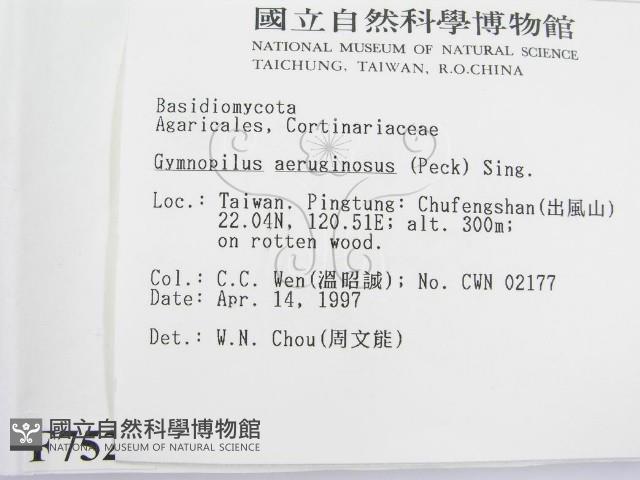 國立自然科學博物館
NATIONAL MUSEUM OF NATURAL SCIENCE
TAICHUNG, TAIWAN, R.O.CHINA
Basidiomycota
Agaricales, Cortinariaceae
Gymnopilus aeruginosus (Peck) Sing.
Loc.: Taiwan. Pingtung: Chufengshan(出風山)
22.04N, 120.51E; alt. 300m;
on rotten wood.
Col.: C.C. Wen(溫昭誠); No. CWN 02177
Date: Apr. 14, 1997
Det.: W.N. Chou(周文能)
國立自然科學博物館
NATIONAL MUSEUM OF NATURAL SCIENCE